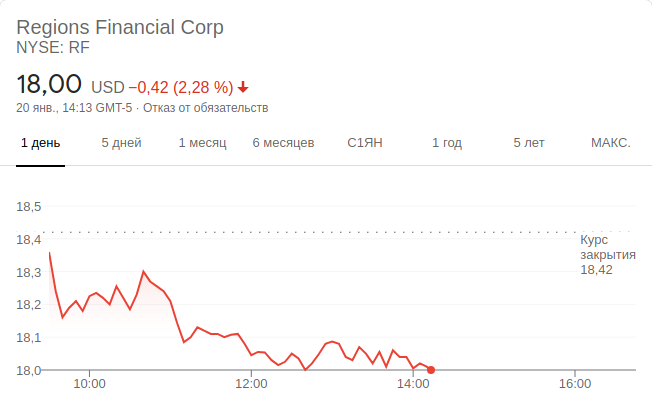 Regions Financial Corp
NYSE: RF
18,00 USD −0,42 (2,28 %)
20 янв., 14:13 GMT-5 · Отказ от обязательств
1 день 5 дней 1 месяц 6 месяцев С1ЯН 1 год 5 лет МАКС.
18,5
18,4
Курс
закрытия
18,42
18,3
18,2
18,1
18,0
10:00 12:00 14:00 16:00